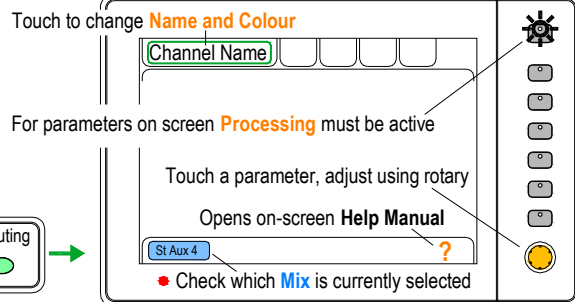 Touch to change Name and Colour
Channel Name
For parameters on screen Processing must be active
Touch a parameter, adjust using rotary
Opens on-screen Help Manual
uting
St Aux 4
?
Check which Mix is currently selected